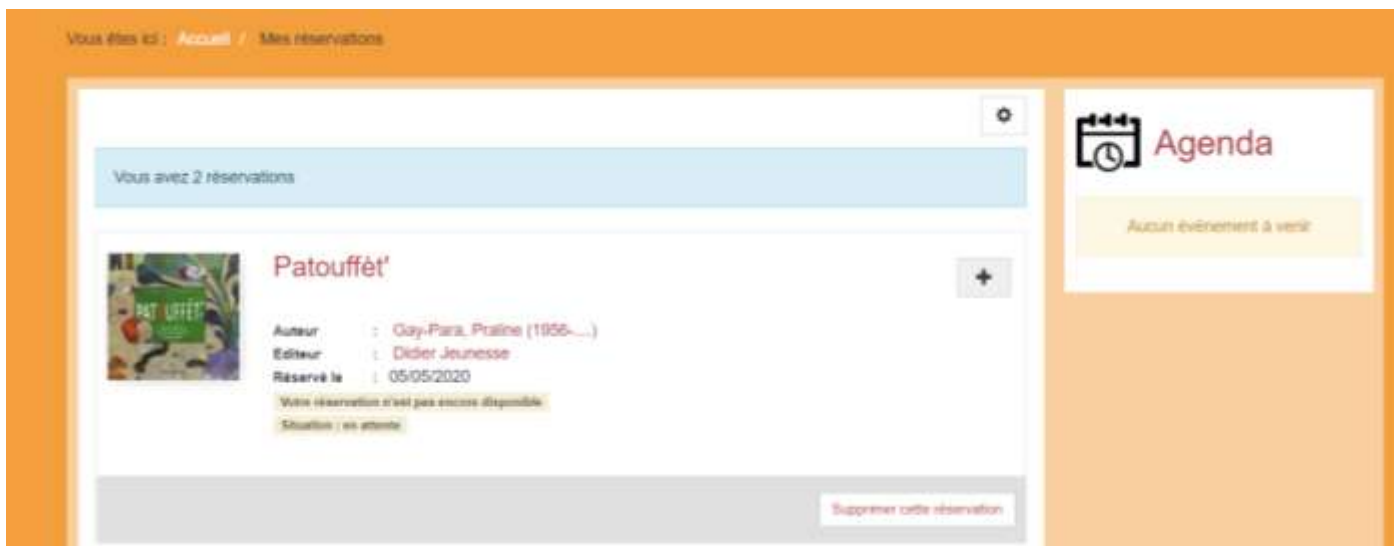 Vous êtes ici : Accueil / Mes réservations
Vous avez 2 réservations
Patouffèt'
Auteur : Gay-Para, Praline (1956-....)
Editeur : Didier Jeunesse
Réservé le : 05/05/2020
Votre réservation n'est pas encore disponible
Situation : en attente
Supprimer cette réservation
Agenda
Aucun évènement à venir